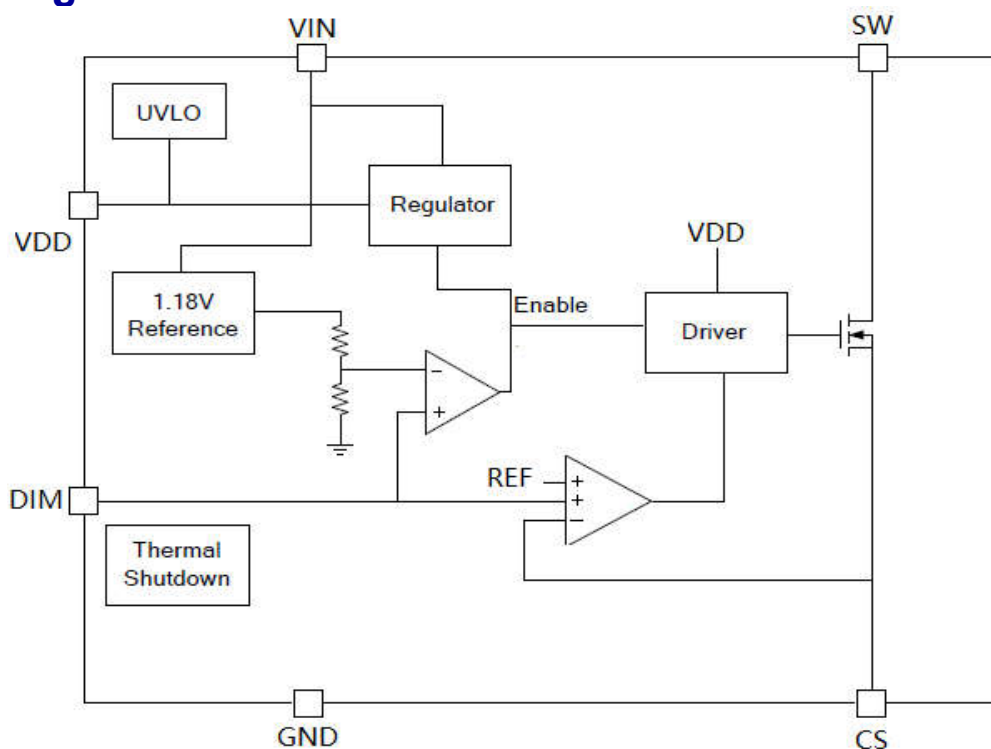 VIN
SW
UVLO
Regulator
VDD
VDD
1.18V
Reference
Enable
Driver
−
+
REF
+
+
−
DIM
Thermal
Shutdown
GND
CS